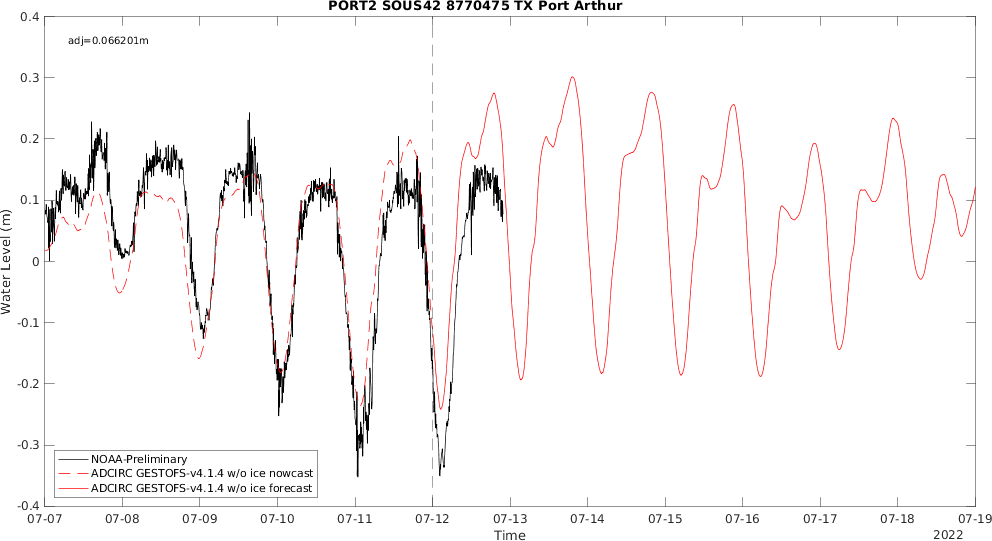 PORT2 SOUS42 8770475 TX Port Arthur
adj=0.066201m
0.4
0.3
0.2
0.1
0
-0.1
-0.2
-0.3
-0.4
Water Level (m)
NOAA-Preliminary
ADCIRC GESTOFS-v4.1.4 w/o ice nowcast
ADCIRC GESTOFS-v4.1.4 w/o ice forecast
07-07 07-08 07-09 07-10 07-11 07-12 07-13 07-14 07-15 07-16 07-17 07-18 07-19
Time
2022